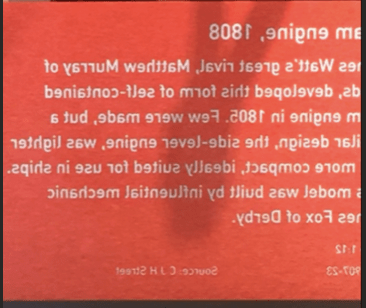 am engine, 1808
nes Watt's great rival, Matthew Murray of
ds, developed this form of self-contained
m engine in 1805. Few were made, but a
ilar design, the side-lever engine, was lighter
more compact, ideally suited for use in ships.
s model was built by influential mechanic
nes Fox of Derby.
1:12
907-23 Source: C J H Street